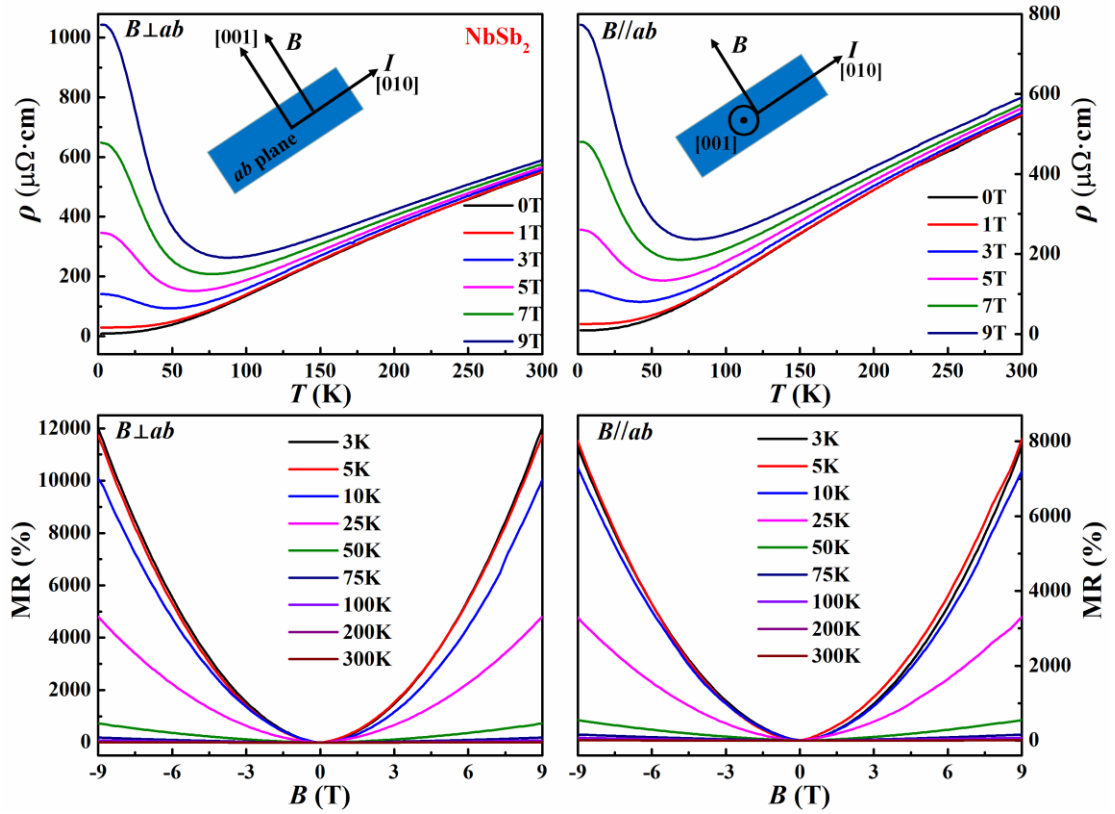 B⊥ab
[001]
B
NbSb₂
I
[010]
ab plane
ρ (μΩ·cm)
1000
800
600
400
200
0
0T
1T
3T
5T
7T
9T
0 50 100 150 200 250 300
T (K)
B//ab
B
I
[010]
[001]
800
600
400
200
0
ρ (μΩ·cm)
0T
1T
3T
5T
7T
9T
0 50 100 150 200 250 300
T (K)
B⊥ab
MR (%)
12000
10000
8000
6000
4000
2000
0
3K
5K
10K
25K
50K
75K
100K
200K
300K
-9 -6 -3 0 3 6 9
B (T)
B//ab
3K
5K
10K
25K
50K
75K
100K
200K
300K
8000
6000
4000
2000
0
MR (%)
-9 -6 -3 0 3 6 9
B (T)